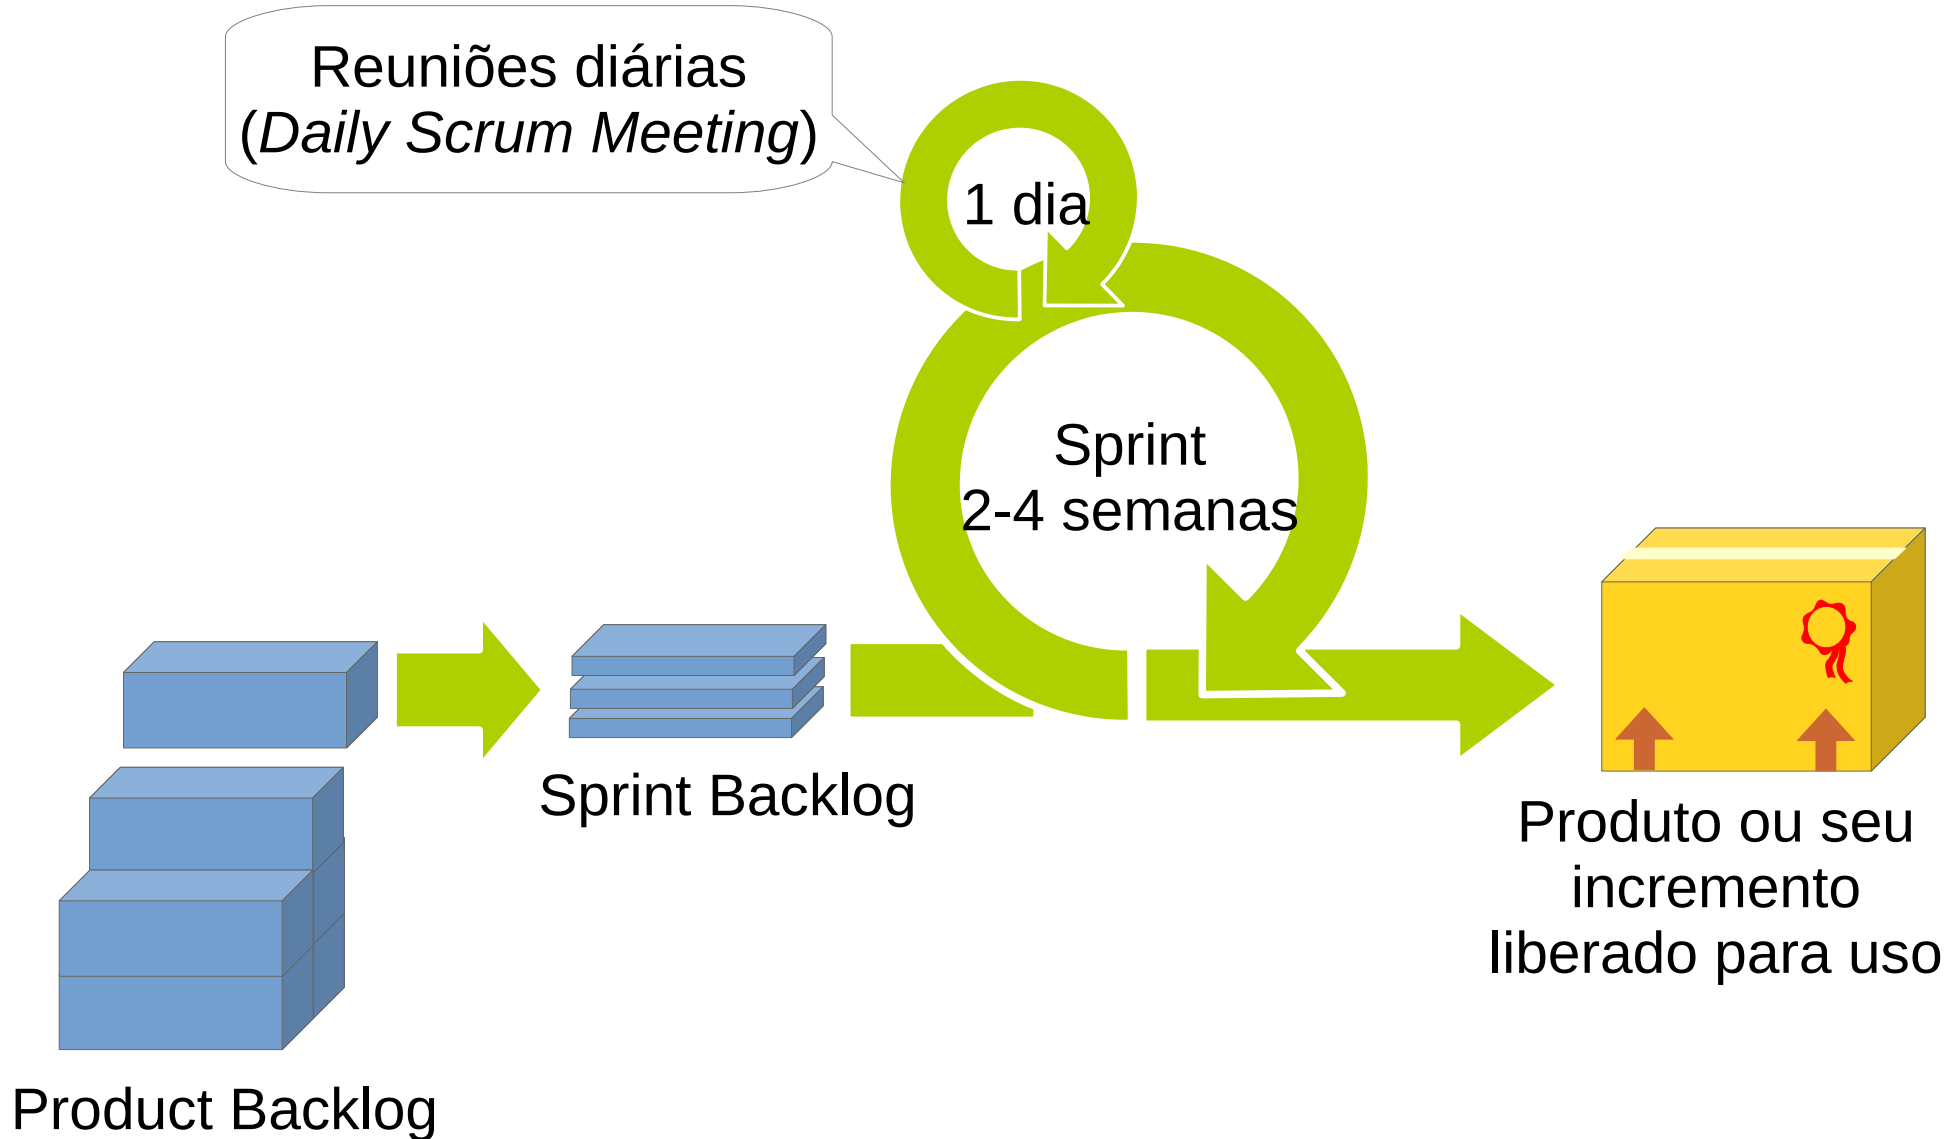 Reuniões diárias
(Daily Scrum Meeting)
1 dia
Sprint
2-4 semanas
Sprint Backlog
Produto ou seu
incremento
liberado para uso
Product Backlog